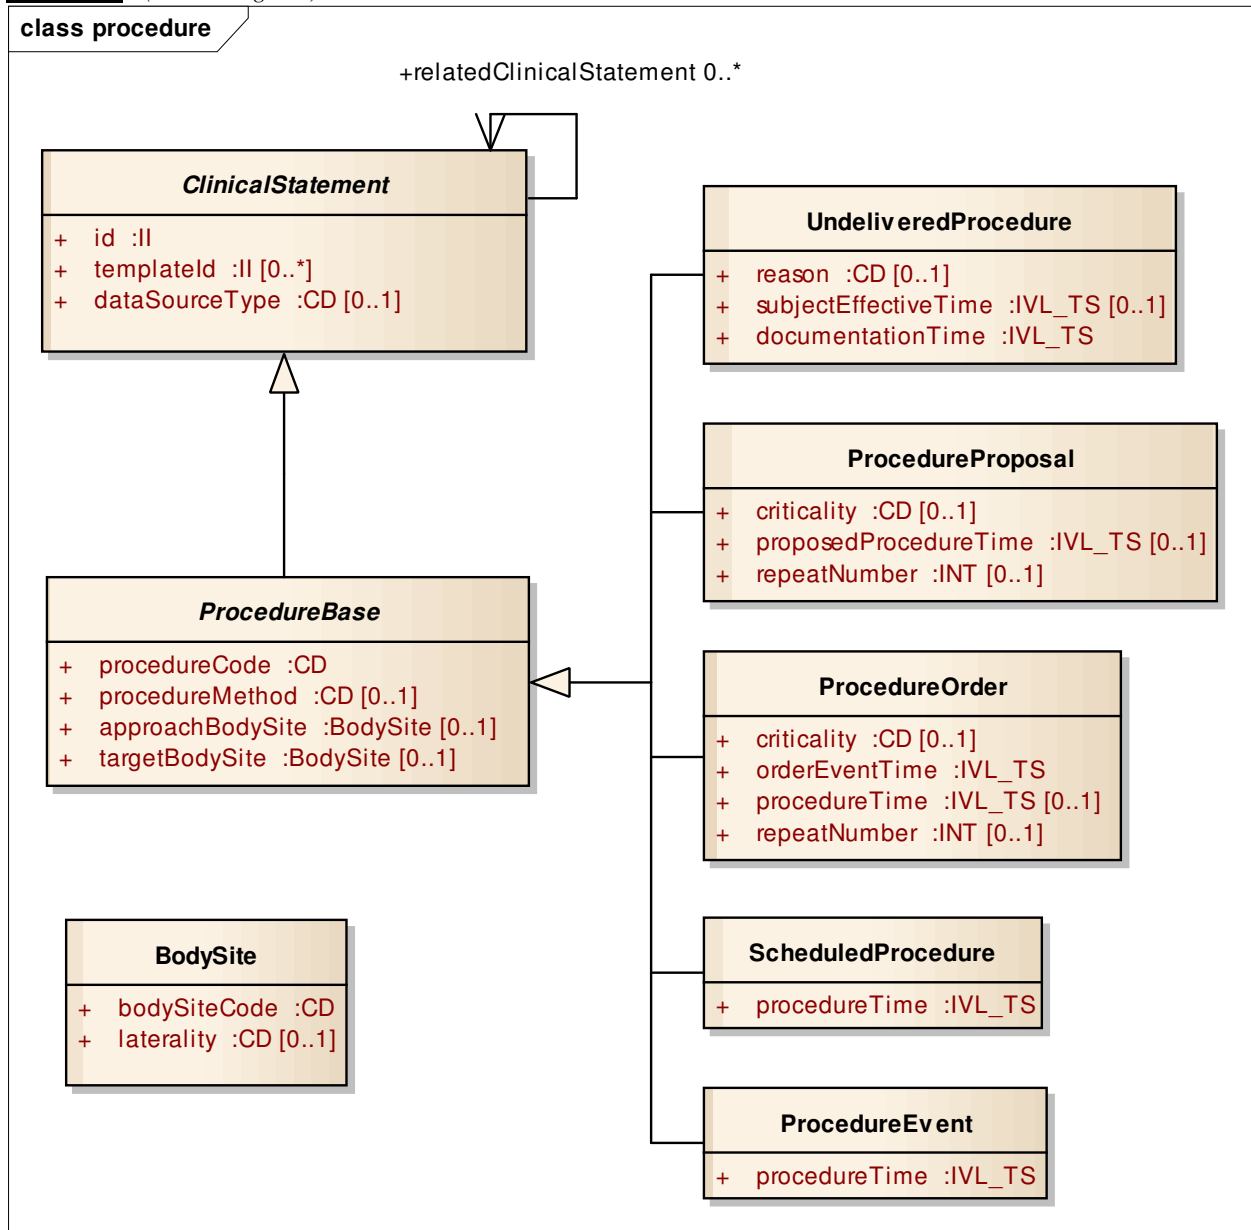 class procedure
+relatedClinicalStatement 0..*
ClinicalStatement
+ id :II
+ templateId :II [0..*]
+ dataSourceType :CD [0..1]
ProcedureBase
+ procedureCode :CD
+ procedureMethod :CD [0..1]
+ approachBodySite :BodySite [0..1]
+ targetBodySite :BodySite [0..1]
BodySite
+ bodySiteCode :CD
+ laterality :CD [0..1]
UndeliveredProcedure
+ reason :CD [0..1]
+ subjectEffectiveTime :IVL_TS [0..1]
+ documentationTime :IVL_TS
ProcedureProposal
+ criticality :CD [0..1]
+ proposedProcedureTime :IVL_TS [0..1]
+ repeatNumber :INT [0..1]
ProcedureOrder
+ criticality :CD [0..1]
+ orderEventTime :IVL_TS
+ procedureTime :IVL_TS [0..1]
+ repeatNumber :INT [0..1]
ScheduledProcedure
+ procedureTime :IVL_TS
ProcedureEvent
+ procedureTime :IVL_TS